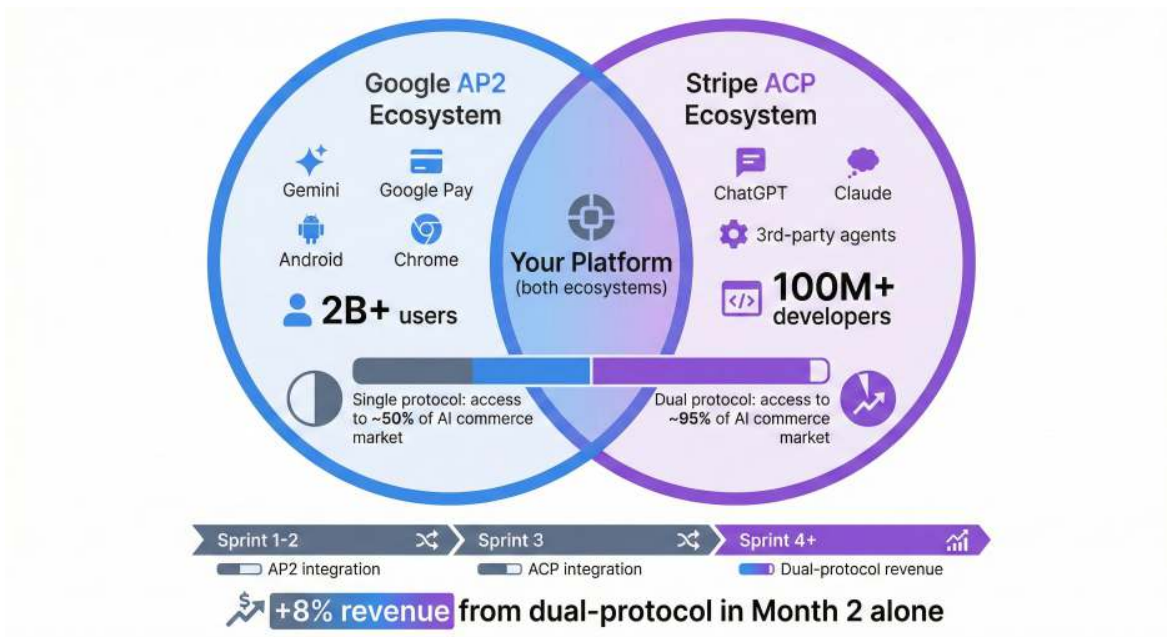 Google AP2
Ecosystem
Gemini
Google Pay
Android
Chrome
2B+ users
Your Platform
(both ecosystems)
Stripe ACP
Ecosystem
ChatGPT
Claude
3rd-party agents
</>
100M+
developers
Single protocol: access
to ~50% of AI commerce
market
Dual protocol: access to
~95% of AI commerce
market
Sprint 1-2
Sprint 3
Sprint 4+
AP2 integration
ACP integration
Dual-protocol revenue
$
+8% revenue from dual-protocol in Month 2 alone